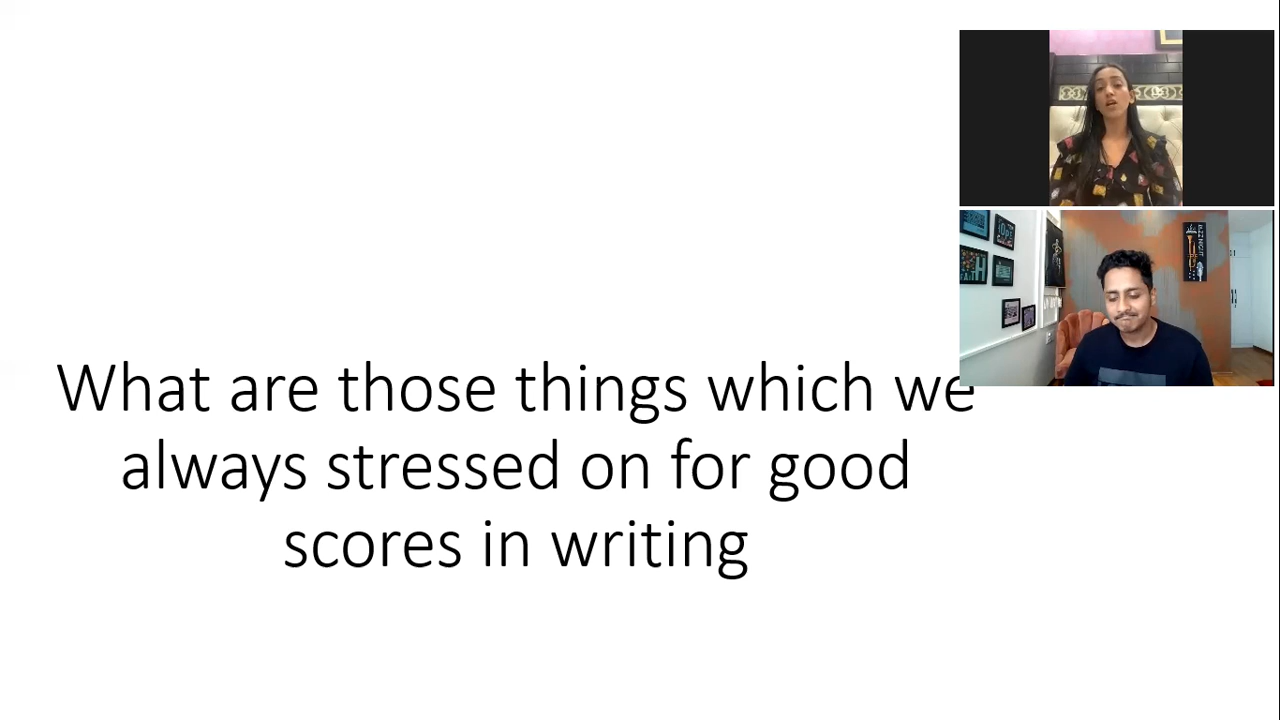 What are those things which we
always stressed on for good
scores in writing